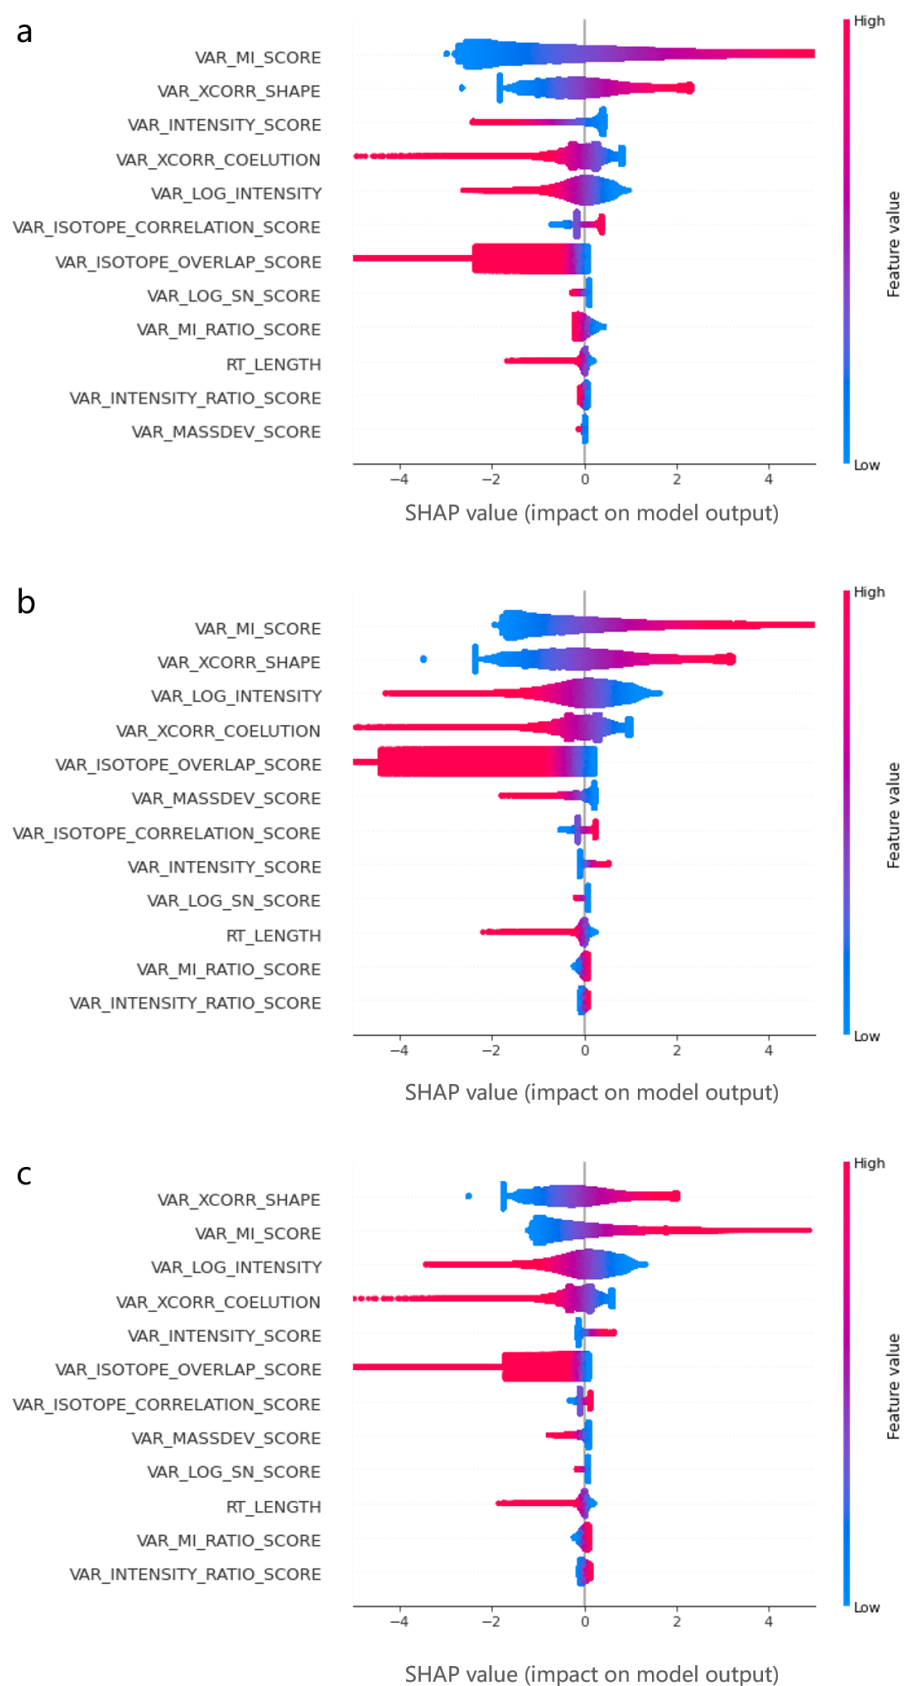 a
High
VAR_MI_SCORE
VAR_XCORR_SHAPE
VAR_INTENSITY_SCORE
VAR_XCORR_COELUTION
VAR_LOG_INTENSITY
VAR_ISOTOPE_CORRELATION_SCORE
VAR_ISOTOPE_OVERLAP_SCORE
VAR_LOG_SN_SCORE
VAR_MI_RATIO_SCORE
RT_LENGTH
VAR_INTENSITY_RATIO_SCORE
VAR_MASSDEV_SCORE
Feature value
Low
−4 −2 0 2 4
SHAP value (impact on model output)
b
High
VAR_MI_SCORE
VAR_XCORR_SHAPE
VAR_LOG_INTENSITY
VAR_XCORR_COELUTION
VAR_ISOTOPE_OVERLAP_SCORE
VAR_MASSDEV_SCORE
VAR_ISOTOPE_CORRELATION_SCORE
VAR_INTENSITY_SCORE
VAR_LOG_SN_SCORE
RT_LENGTH
VAR_MI_RATIO_SCORE
VAR_INTENSITY_RATIO_SCORE
Feature value
Low
−4 −2 0 2 4
SHAP value (impact on model output)
c
High
VAR_XCORR_SHAPE
VAR_MI_SCORE
VAR_LOG_INTENSITY
VAR_XCORR_COELUTION
VAR_INTENSITY_SCORE
VAR_ISOTOPE_OVERLAP_SCORE
VAR_ISOTOPE_CORRELATION_SCORE
VAR_MASSDEV_SCORE
VAR_LOG_SN_SCORE
RT_LENGTH
VAR_MI_RATIO_SCORE
VAR_INTENSITY_RATIO_SCORE
Feature value
Low
−4 −2 0 2 4
SHAP value (impact on model output)